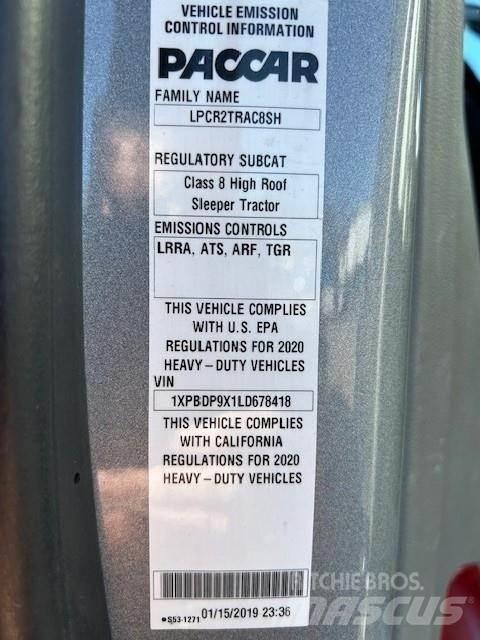 VEHICLE EMISSION
CONTROL INFORMATION
PACCAR
FAMILY NAME
LPCR2TRAC8SH
REGULATORY SUBCAT
Class 8 High Roof
Sleeper Tractor
EMISSIONS CONTROLS
LRRA, ATS, ARF, TGR
THIS VEHICLE COMPLIES
WITH U.S. EPA
REGULATIONS FOR 2020
HEAVY-DUTY VEHICLES
VIN
1XPBDP9X1LD678418
THIS VEHICLE COMPLIES
WITH CALIFORNIA
REGULATIONS FOR 2020
HEAVY-DUTY VEHICLES
S53-1271 01/15/2019 23:36
RITCHIE BROS.
MASCUS